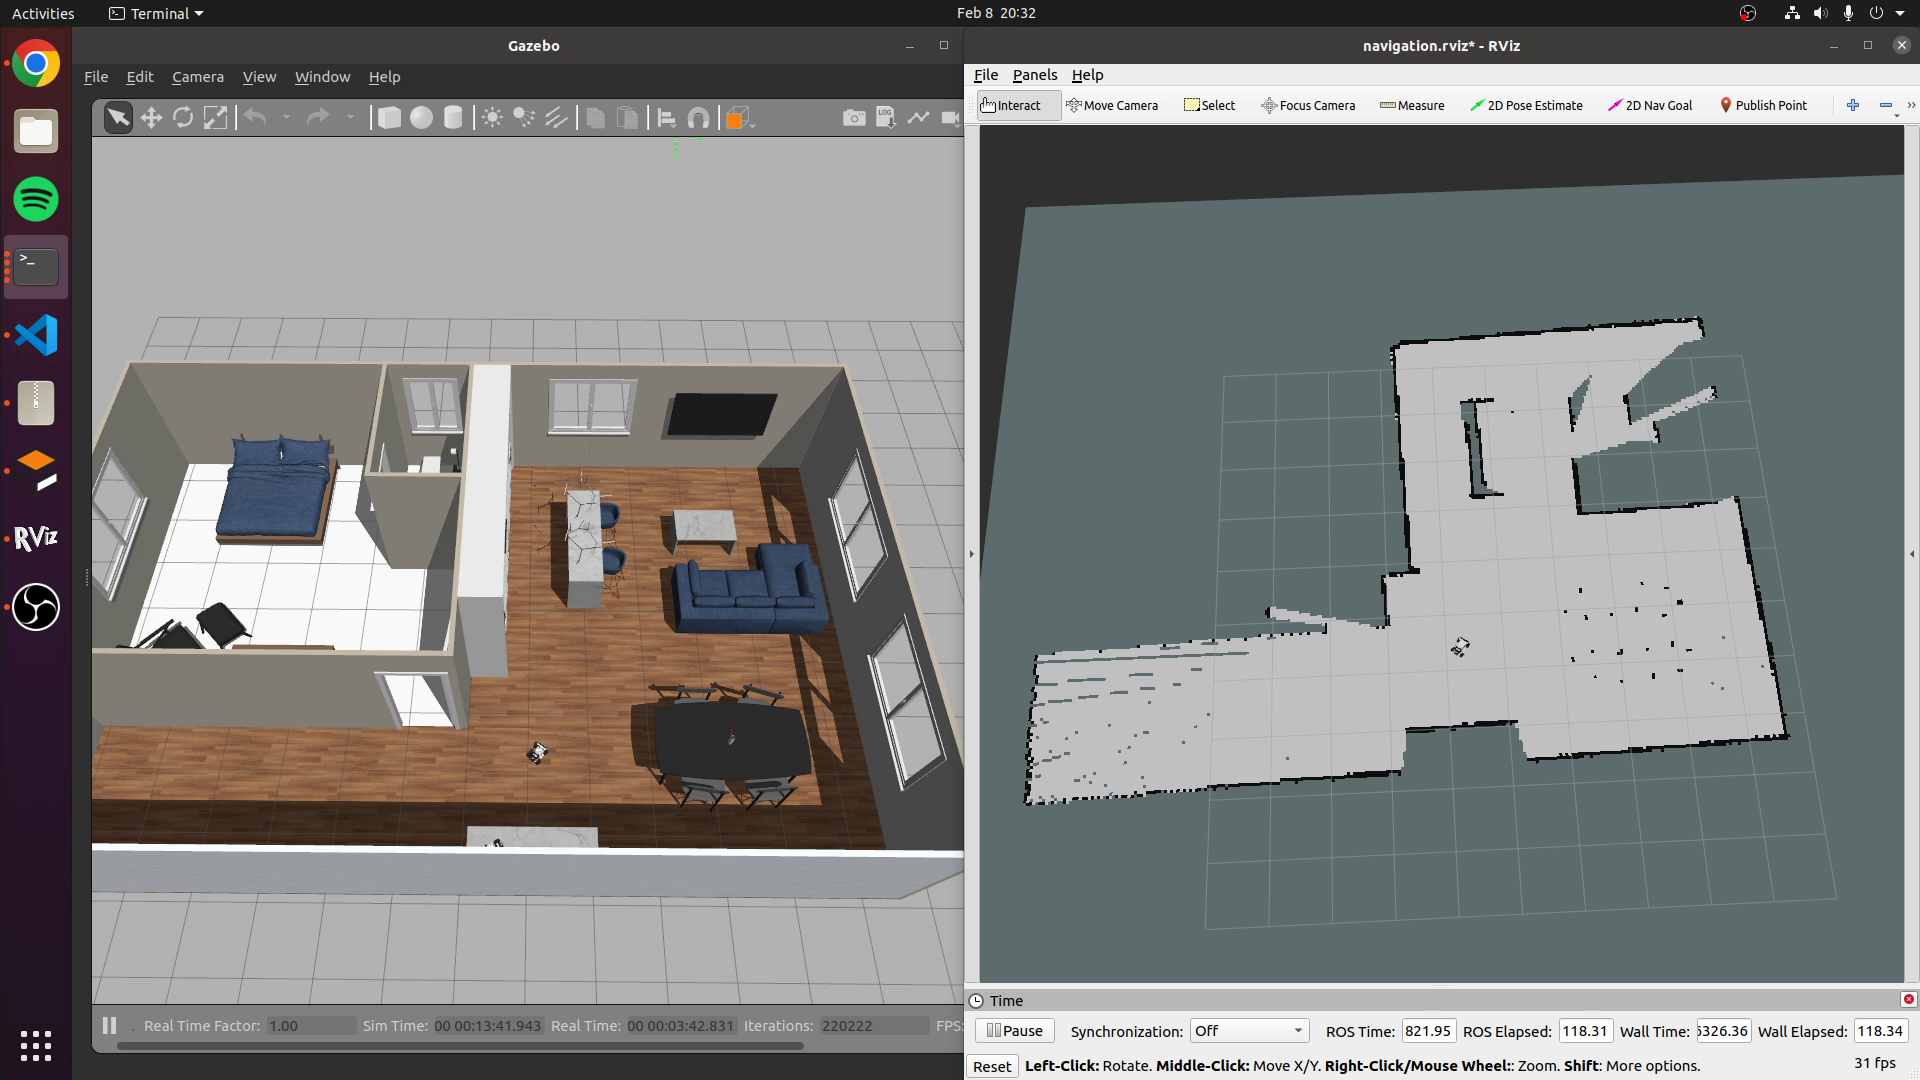 Activities
Terminal
Feb 8 20:32
Gazebo
File Edit Camera View Window Help
LOG
navigation.rviz* - RViz
File Panels Help
Interact Move Camera Select Focus Camera Measure 2D Pose Estimate 2D Nav Goal Publish Point
>_
RViz
Real Time Factor: 1.00 Sim Time: 00 00:13:41.943 Real Time: 00 00:03:42.831 Iterations: 220222 FPS:
Time
Pause Synchronization: Off ROS Time: 821.95 ROS Elapsed: 118.31 Wall Time: 5326.36 Wall Elapsed: 118.34
Reset Left-Click: Rotate. Middle-Click: Move X/Y. Right-Click/Mouse Wheel:: Zoom. Shift: More options. 31 fps